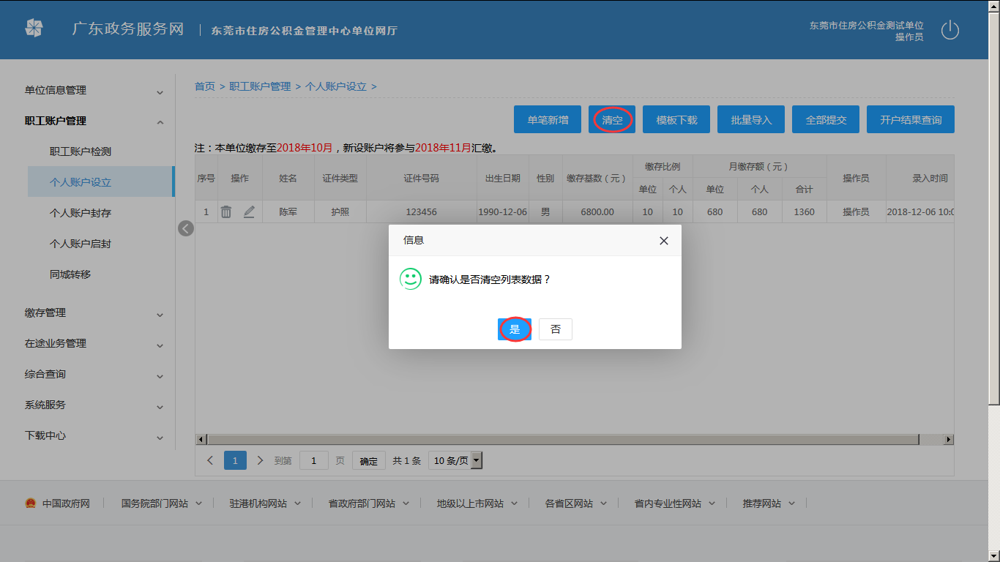 广东政务服务网
东莞市住房公积金管理中心单位网厅
东莞市住房公积金测试单位
操作员
单位信息管理
职工账户管理
职工账户检测
个人账户设立
个人账户封存
个人账户启封
同城转移
缴存管理
在途业务管理
综合查询
系统服务
下载中心
首页 > 职工账户管理 > 个人账户设立 >
单笔新增 清空 模板下载 批量导入 全部提交 开户结果查询
注：本单位缴存至2018年10月，新设账户将参与2018年11月汇缴。
序号 操作 姓名 证件类型 证件号码 出生日期 性别 缴存基数（元） 缴存比例 月缴存额（元） 操作员 录入时间
单位 个人 单位 个人 合计
1 陈军 护照 123456 1990-12-06 男 6800.00 10 10 680 680 1360 操作员 2018-12-06 10:0
信息
请确认是否清空列表数据？
是 否
1 到第 1 页 确定 共 1 条 10 条/页
中国政府网 国务院部门网站 驻港机构网站 省政府部门网站 地级以上市网站 各省区网站 省内专业性网站 推荐网站